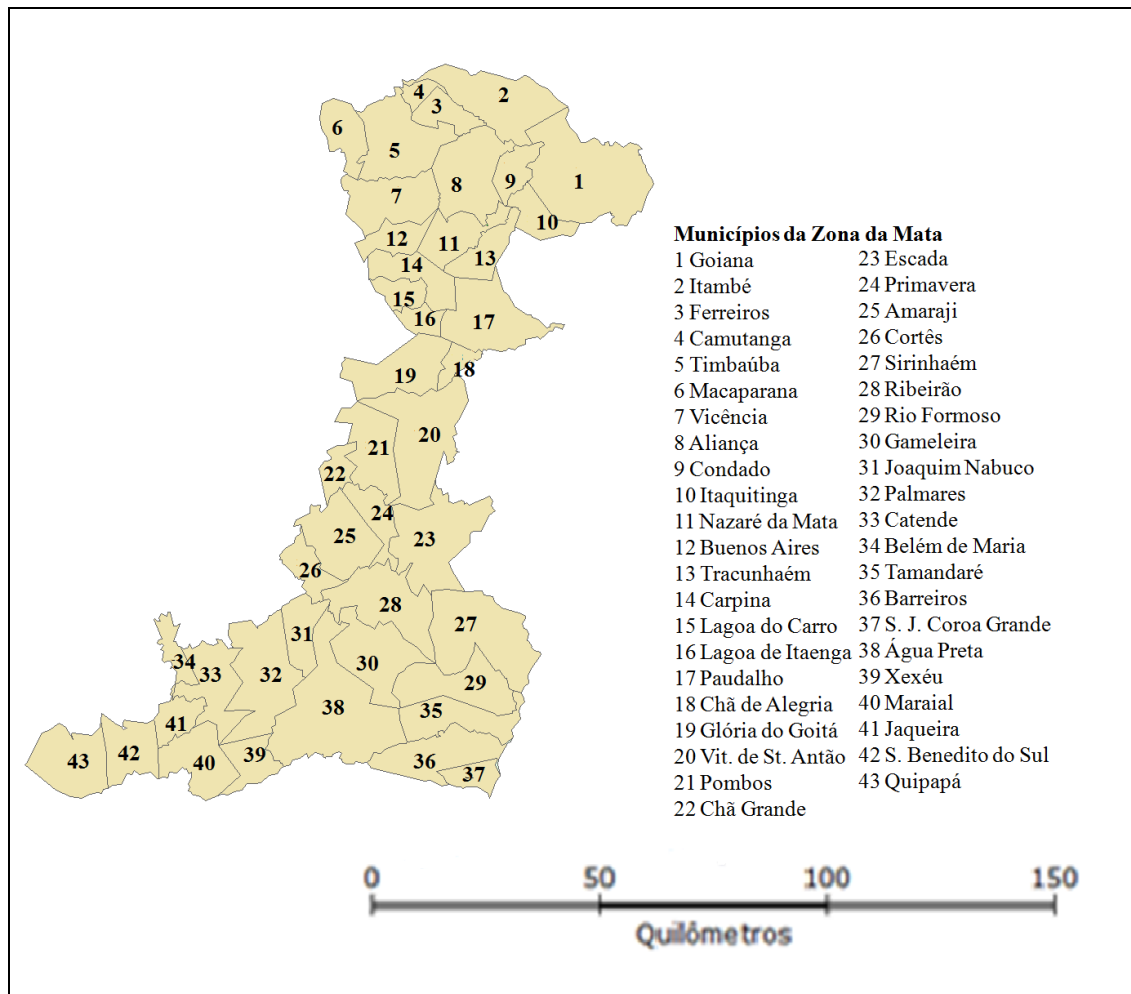 4
2
3
6
5
9
1
8
7
10
12
11
13
14
15
16
17
18
19
20
21
22
24
25
23
26
28
27
31
34
33
32
30
29
38
35
41
43
42
40
39
36
37
Municípios da Zona da Mata
1 Goiana
2 Itambé
3 Ferreiros
4 Camutanga
5 Timbaúba
6 Macaparana
7 Vicência
8 Aliança
9 Condado
10 Itaquitinga
11 Nazaré da Mata
12 Buenos Aires
13 Tracunhaém
14 Carpina
15 Lagoa do Carro
16 Lagoa de Itaenga
17 Paudalho
18 Chã de Alegria
19 Glória do Goitá
20 Vit. de St. Antão
21 Pombos
22 Chã Grande
23 Escada
24 Primavera
25 Amaraji
26 Cortês
27 Sirinhaém
28 Ribeirão
29 Rio Formoso
30 Gameleira
31 Joaquim Nabuco
32 Palmares
33 Catende
34 Belém de Maria
35 Tamandaré
36 Barreiros
37 S. J. Coroa Grande
38 Água Preta
39 Xexéu
40 Maraial
41 Jaqueira
42 S. Benedito do Sul
43 Quipapá
0 50 100 150
Quilômetros